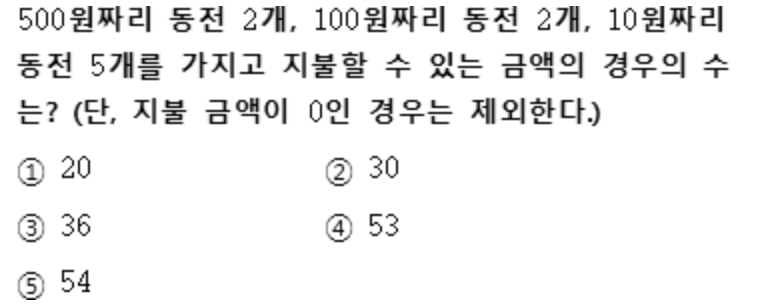 500원짜리 동전 2개, 100원짜리 동전 2개, 10원짜리
동전 5개를 가지고 지불할 수 있는 금액의 경우의 수
는? (단, 지불 금액이 0인 경우는 제외한다.)
① 20 ② 30
③ 36 ④ 53
⑤ 54